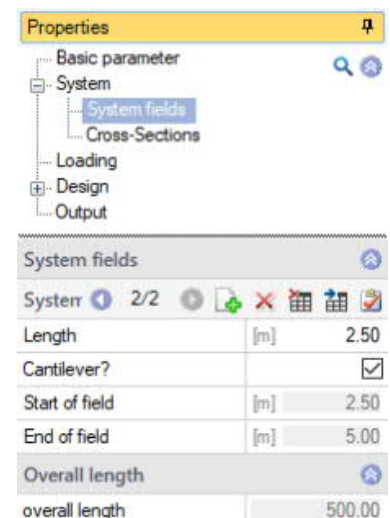 Properties
Basic parameter
System
System fields
Cross-Sections
Loading
Design
Output
System fields
System 2/2
Length [m] 2.50
Cantilever?
Start of field [m] 2.50
End of field [m] 5.00
Overall length
overall length 500.00